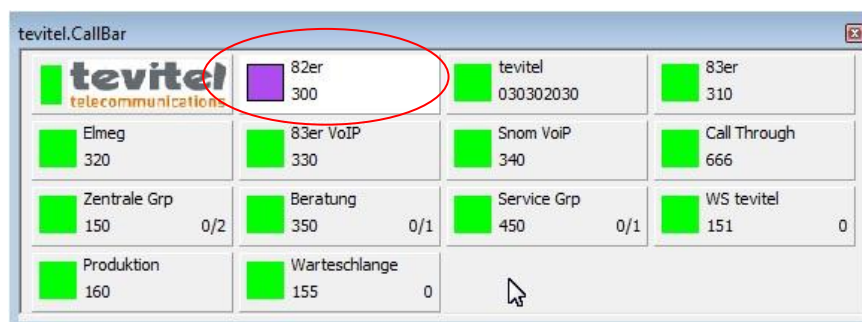 tevitel.CallBar
tevitel
telecommunications
82er
300
tevitel
030302030
83er
310
Elmeg
320
83er VoIP
330
Snom VoiP
340
Call Through
666
Zentrale Grp
150 0/2
Beratung
350 0/1
Service Grp
450 0/1
WS tevitel
151 0
Produktion
160
Warteschlange
155 0